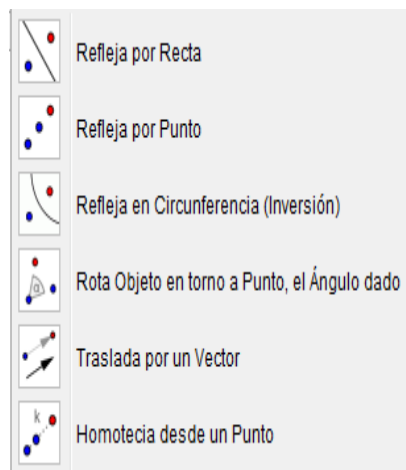 Refleja por Recta
Refleja por Punto
Refleja en Circunferencia (Inversión)
α
Rota Objeto en torno a Punto, el Ángulo dado
Traslada por un Vector
k
Homotecia desde un Punto